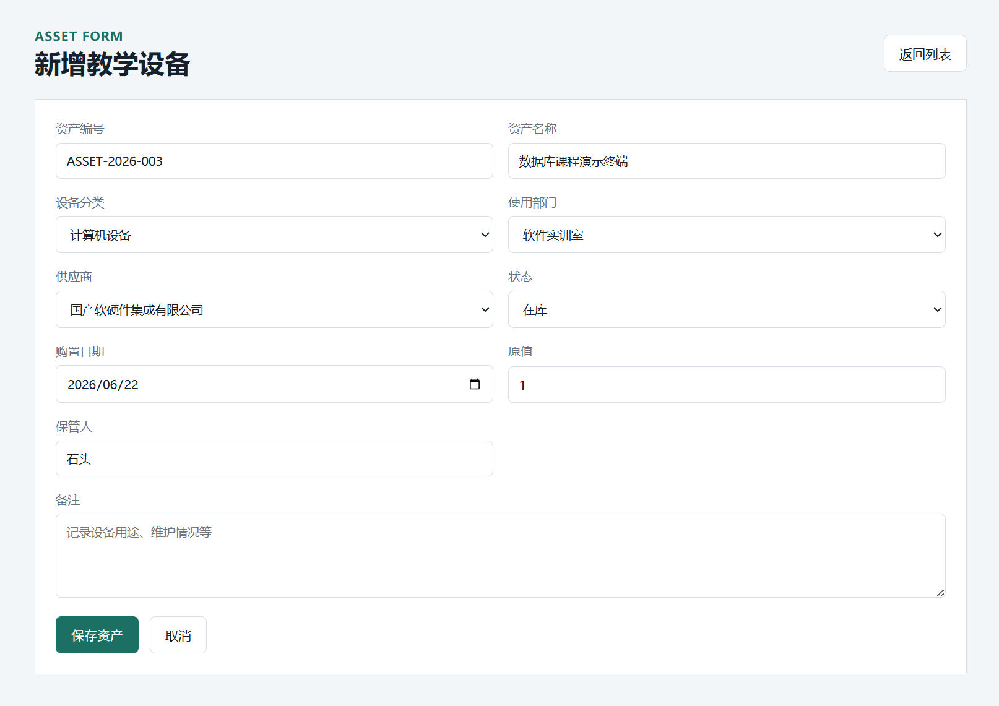 ASSET FORM
新增教学设备
返回列表
资产编号
资产名称
ASSET-2026-003
数据库课程演示终端
设备分类
使用部门
计算机设备
软件实训室
供应商
状态
国产软硬件集成有限公司
在库
购置日期
原值
2026/06/22
1
保管人
石头
备注
记录设备用途、维护情况等
保存资产
取消